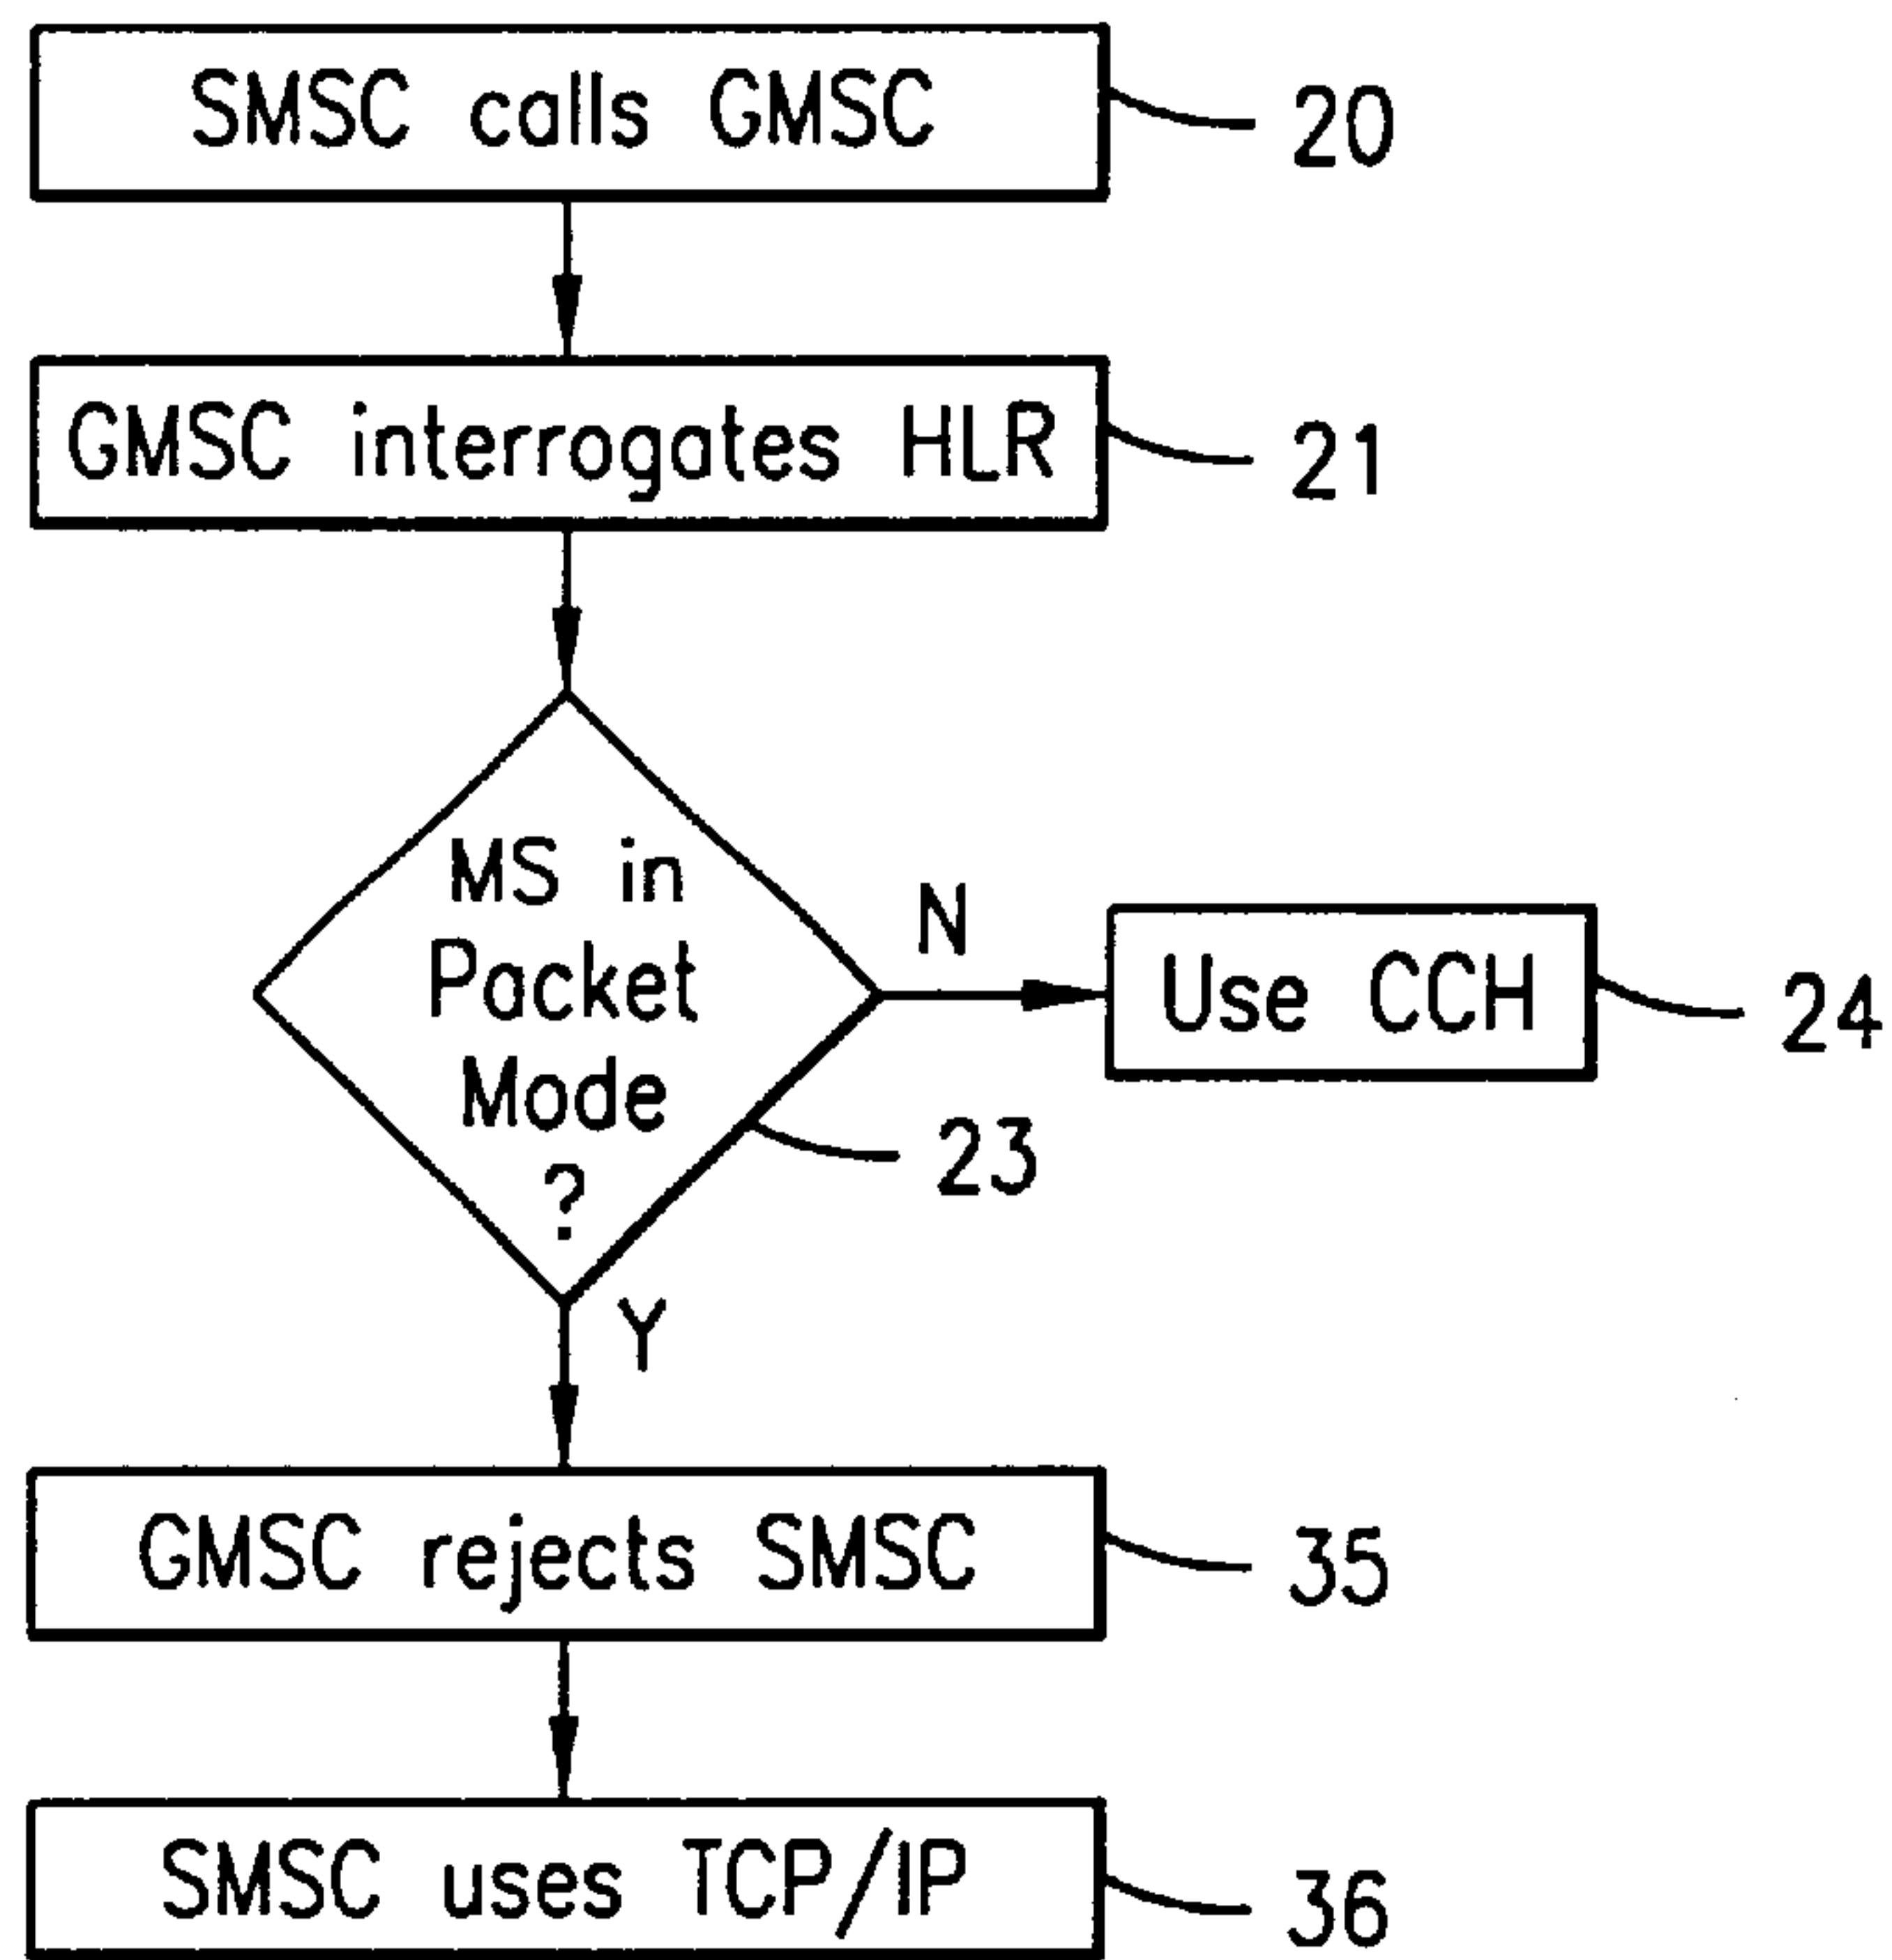 SMSC calls GMSC
20
GMSC interrogates HLR
21
MS in
Packet
Mode
?
23
N
Use CCH
24
Y
GMSC rejects SMSC
35
SMSC uses TCP/IP
36